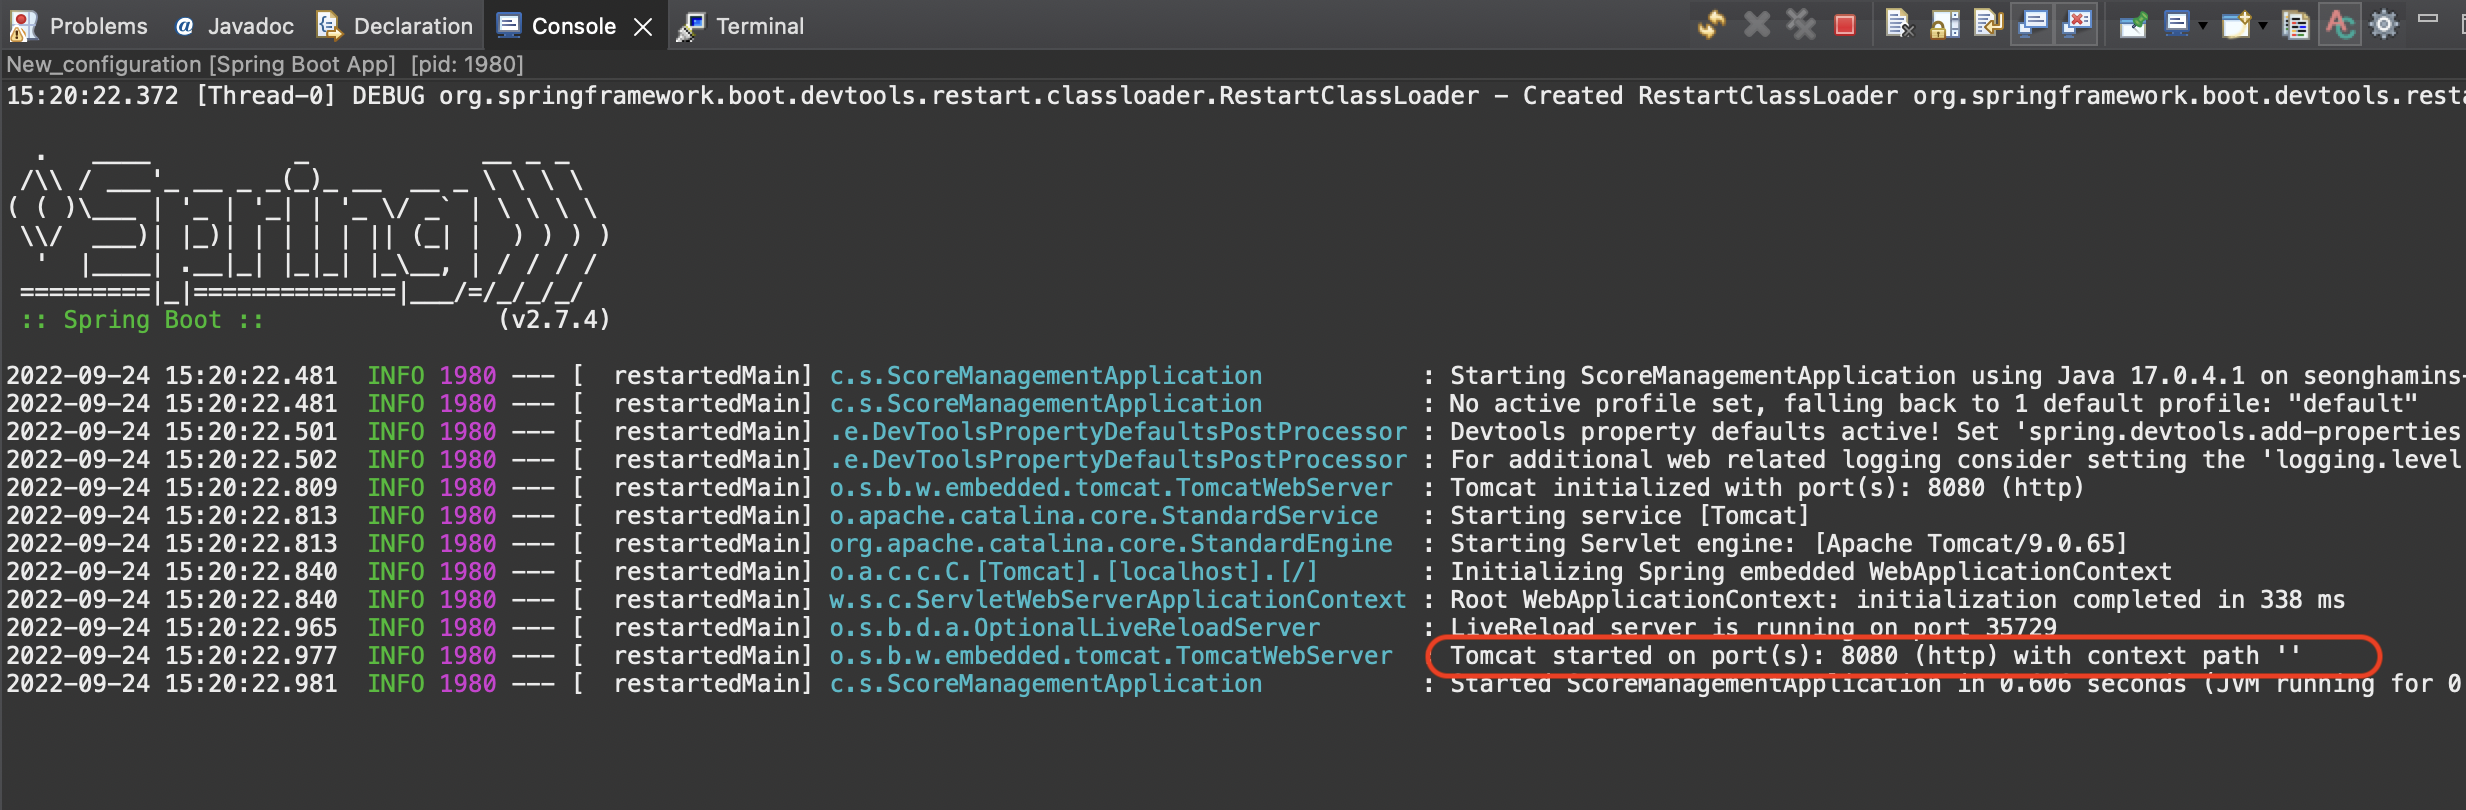 Problems @ Javadoc Declaration Console Terminal
New_configuration [Spring Boot App] [pid: 1980]
15:20:22.372 [Thread-0] DEBUG org.springframework.boot.devtools.restart.classloader.RestartClassLoader - Created RestartClassLoader org.springframework.boot.devtools.resta
  .   ____          _            __ _ _
 /\\ / ___'_ __ _ _(_)_ __  __ _ \ \ \ \
( ( )\___ | '_ | '_| | '_ \/ _` | \ \ \ \
 \\/  ___)| |_)| | | | | || (_| |  ) ) ) )
  '  |____| .__|_| |_|_| |_\__, | / / / /
 =========|_|==============|___/=/_/_/_/
 :: Spring Boot ::                (v2.7.4)
2022-09-24 15:20:22.481  INFO 1980 --- [  restartedMain] c.s.ScoreManagementApplication           : Starting ScoreManagementApplication using Java 17.0.4.1 on seonghamins-
2022-09-24 15:20:22.481  INFO 1980 --- [  restartedMain] c.s.ScoreManagementApplication           : No active profile set, falling back to 1 default profile: "default"
2022-09-24 15:20:22.501  INFO 1980 --- [  restartedMain] .e.DevToolsPropertyDefaultsPostProcessor : Devtools property defaults active! Set 'spring.devtools.add-properties
2022-09-24 15:20:22.502  INFO 1980 --- [  restartedMain] .e.DevToolsPropertyDefaultsPostProcessor : For additional web related logging consider setting the 'logging.level
2022-09-24 15:20:22.809  INFO 1980 --- [  restartedMain] o.s.b.w.embedded.tomcat.TomcatWebServer  : Tomcat initialized with port(s): 8080 (http)
2022-09-24 15:20:22.813  INFO 1980 --- [  restartedMain] o.apache.catalina.core.StandardService   : Starting service [Tomcat]
2022-09-24 15:20:22.813  INFO 1980 --- [  restartedMain] org.apache.catalina.core.StandardEngine  : Starting Servlet engine: [Apache Tomcat/9.0.65]
2022-09-24 15:20:22.840  INFO 1980 --- [  restartedMain] o.a.c.c.C.[Tomcat].[localhost].[/]       : Initializing Spring embedded WebApplicationContext
2022-09-24 15:20:22.840  INFO 1980 --- [  restartedMain] w.s.c.ServletWebServerApplicationContext : Root WebApplicationContext: initialization completed in 338 ms
2022-09-24 15:20:22.965  INFO 1980 --- [  restartedMain] o.s.b.d.a.OptionalLiveReloadServer       : LiveReload server is running on port 35729
2022-09-24 15:20:22.977  INFO 1980 --- [  restartedMain] o.s.b.w.embedded.tomcat.TomcatWebServer  : Tomcat started on port(s): 8080 (http) with context path ''
2022-09-24 15:20:22.981  INFO 1980 --- [  restartedMain] c.s.ScoreManagementApplication           : Started ScoreManagementApplication in 0.606 seconds (JVM running for 0